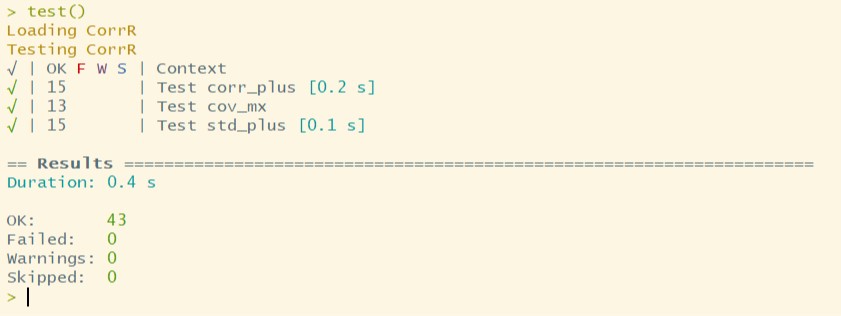 > test()
Loading CorrR
Testing CorrR
√ | OK F W S | Context
√ | 15       | Test corr_plus [0.2 s]
√ | 13       | Test cov_mx
√ | 15       | Test std_plus [0.1 s]
== Results =====================================================================
Duration: 0.4 s
OK:       43
Failed:   0
Warnings: 0
Skipped:  0
>